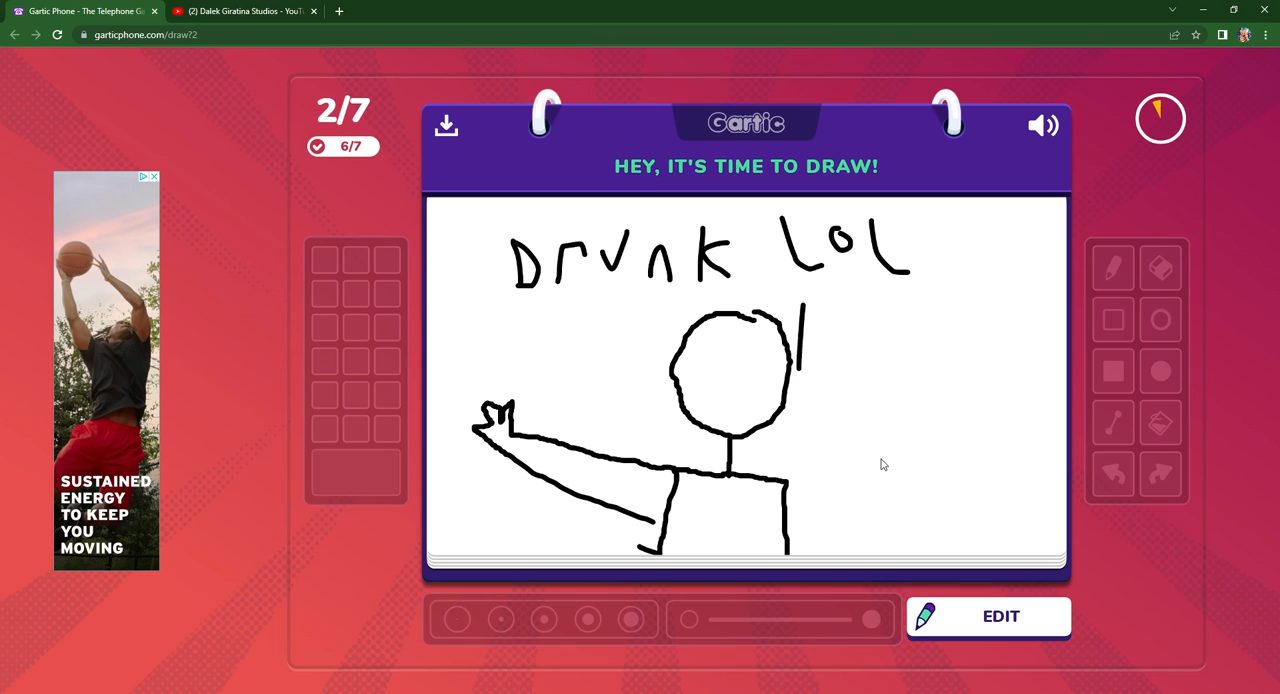 Gartic Phone - The Telephone Ga
(2) Dalek Giratina Studios - YouTu
garticphone.com/draw?2
2/7
6/7
Gartic
HEY, IT'S TIME TO DRAW!
Drunk LoL
SUSTAINED
ENERGY
TO KEEP
YOU
MOVING
EDIT